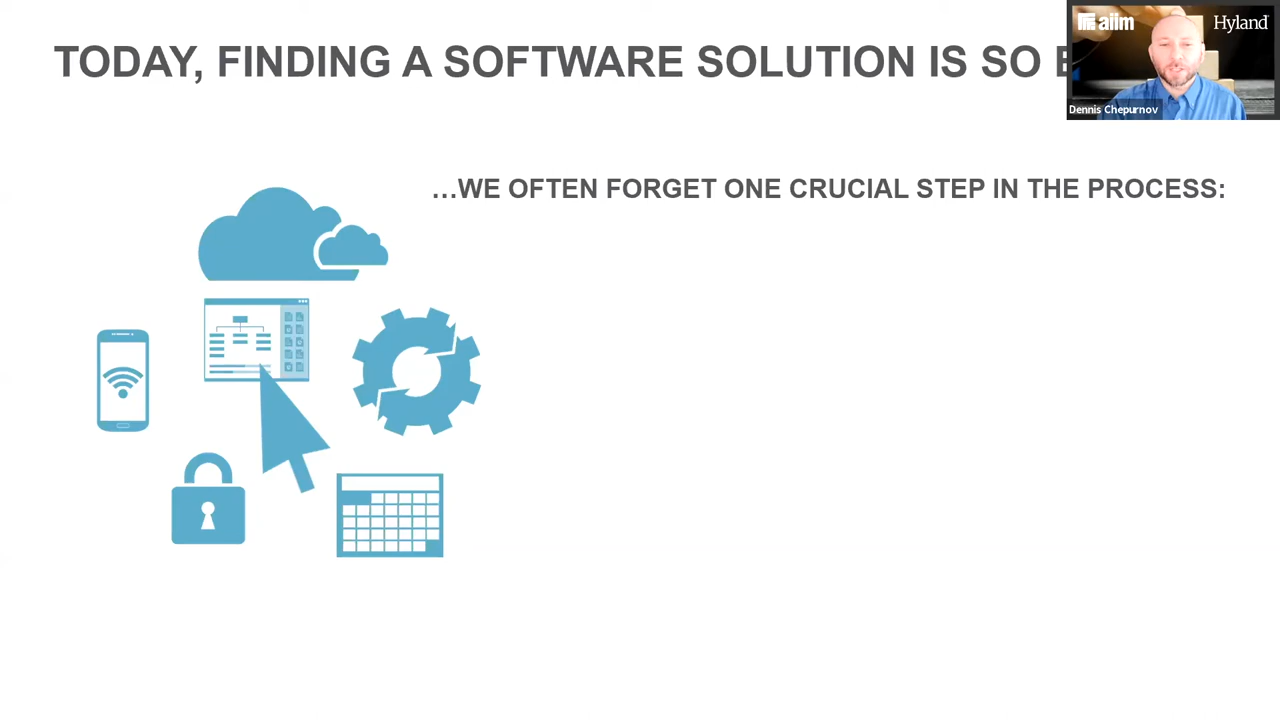 TODAY, FINDING A SOFTWARE SOLUTION IS SO
aiim
Hyland
Dennis Chepurnov
...WE OFTEN FORGET ONE CRUCIAL STEP IN THE PROCESS: